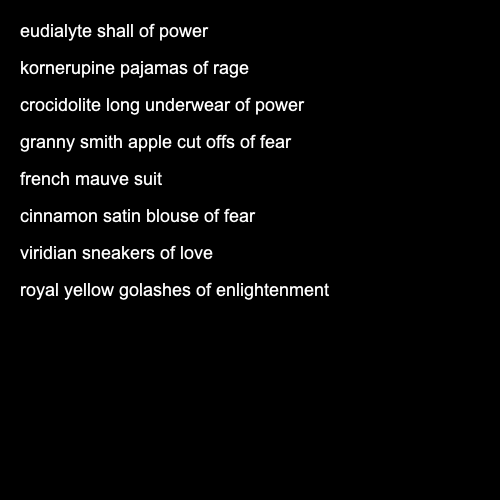 eudialyte shall of power
kornerupine pajamas of rage
crocidolite long underwear of power
granny smith apple cut offs of fear
french mauve suit
cinnamon satin blouse of fear
viridian sneakers of love
royal yellow golashes of enlightenment